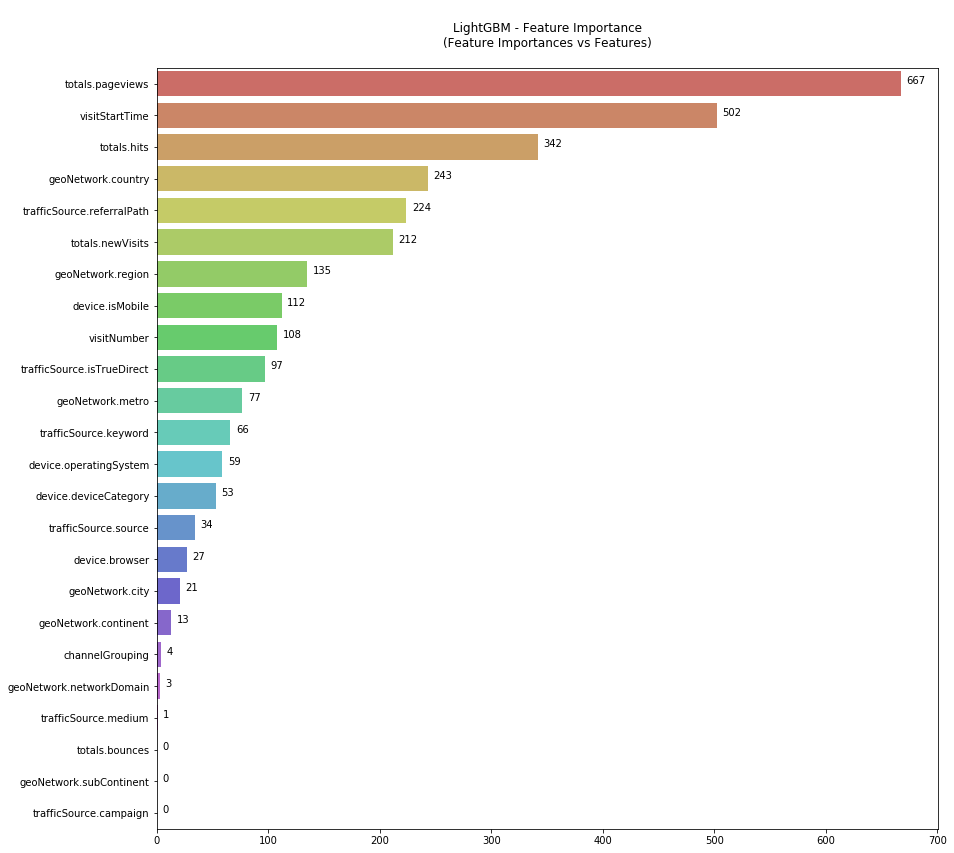 LightGBM - Feature Importance
(Feature Importances vs Features)
totals.pageviews 667
visitStartTime 502
totals.hits 342
geoNetwork.country 243
trafficSource.referralPath 224
totals.newVisits 212
geoNetwork.region 135
device.isMobile 112
visitNumber 108
trafficSource.isTrueDirect 97
geoNetwork.metro 77
trafficSource.keyword 66
device.operatingSystem 59
device.deviceCategory 53
trafficSource.source 34
device.browser 27
geoNetwork.city 21
geoNetwork.continent 13
channelGrouping 4
geoNetwork.networkDomain 3
trafficSource.medium 1
totals.bounces 0
geoNetwork.subContinent 0
trafficSource.campaign 0
0 100 200 300 400 500 600 700